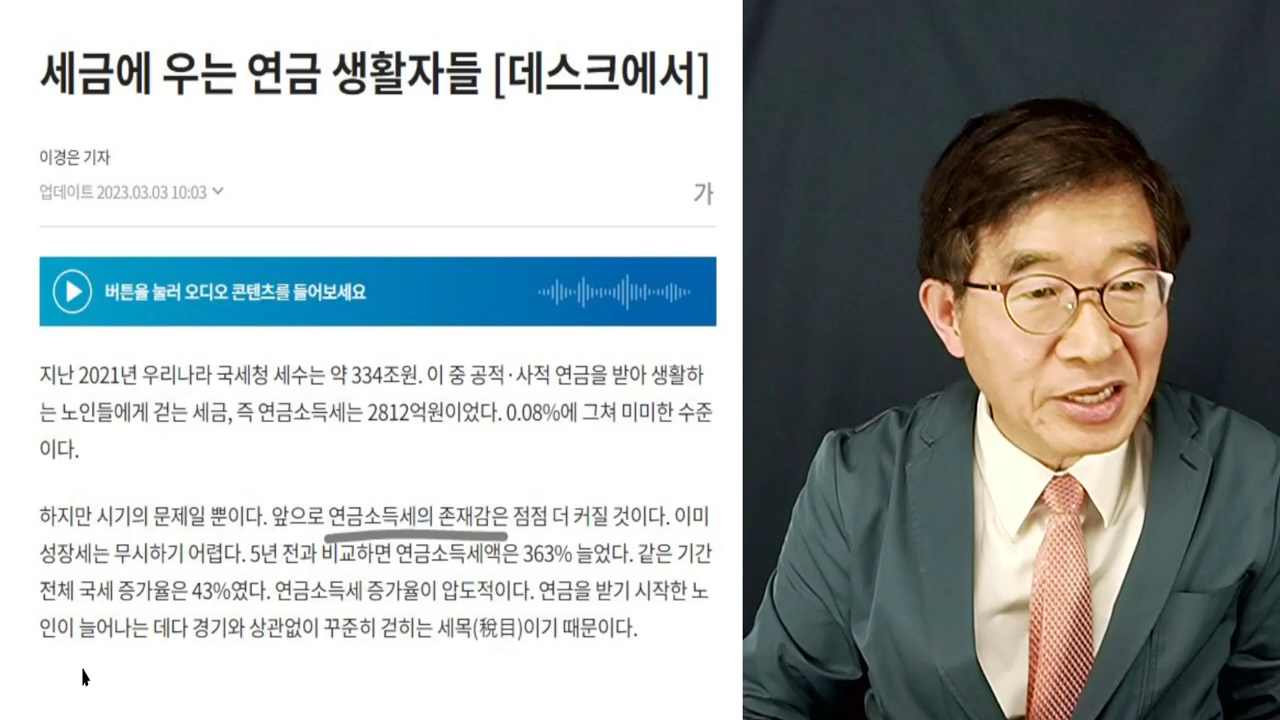 세금에 우는 연금 생활자들 [데스크에서]
이경은 기자
업데이트 2023.03.03 10:03
가
버튼을 눌러 오디오 콘텐츠를 들어보세요
지난 2021년 우리나라 국세청 세수는 약 334조원. 이 중 공적·사적 연금을 받아 생활하
는 노인들에게 걷는 세금, 즉 연금소득세는 2812억원이었다. 0.08%에 그쳐 미미한 수준
이다.
하지만 시기의 문제일 뿐이다. 앞으로 연금소득세의 존재감은 점점 더 커질 것이다. 이미
성장세는 무시하기 어렵다. 5년 전과 비교하면 연금소득세액은 363% 늘었다. 같은 기간
전체 국세 증가율은 43%였다. 연금소득세 증가율이 압도적이다. 연금을 받기 시작한 노
인이 늘어나는 데다 경기와 상관없이 꾸준히 걷히는 세목(稅目)이기 때문이다.